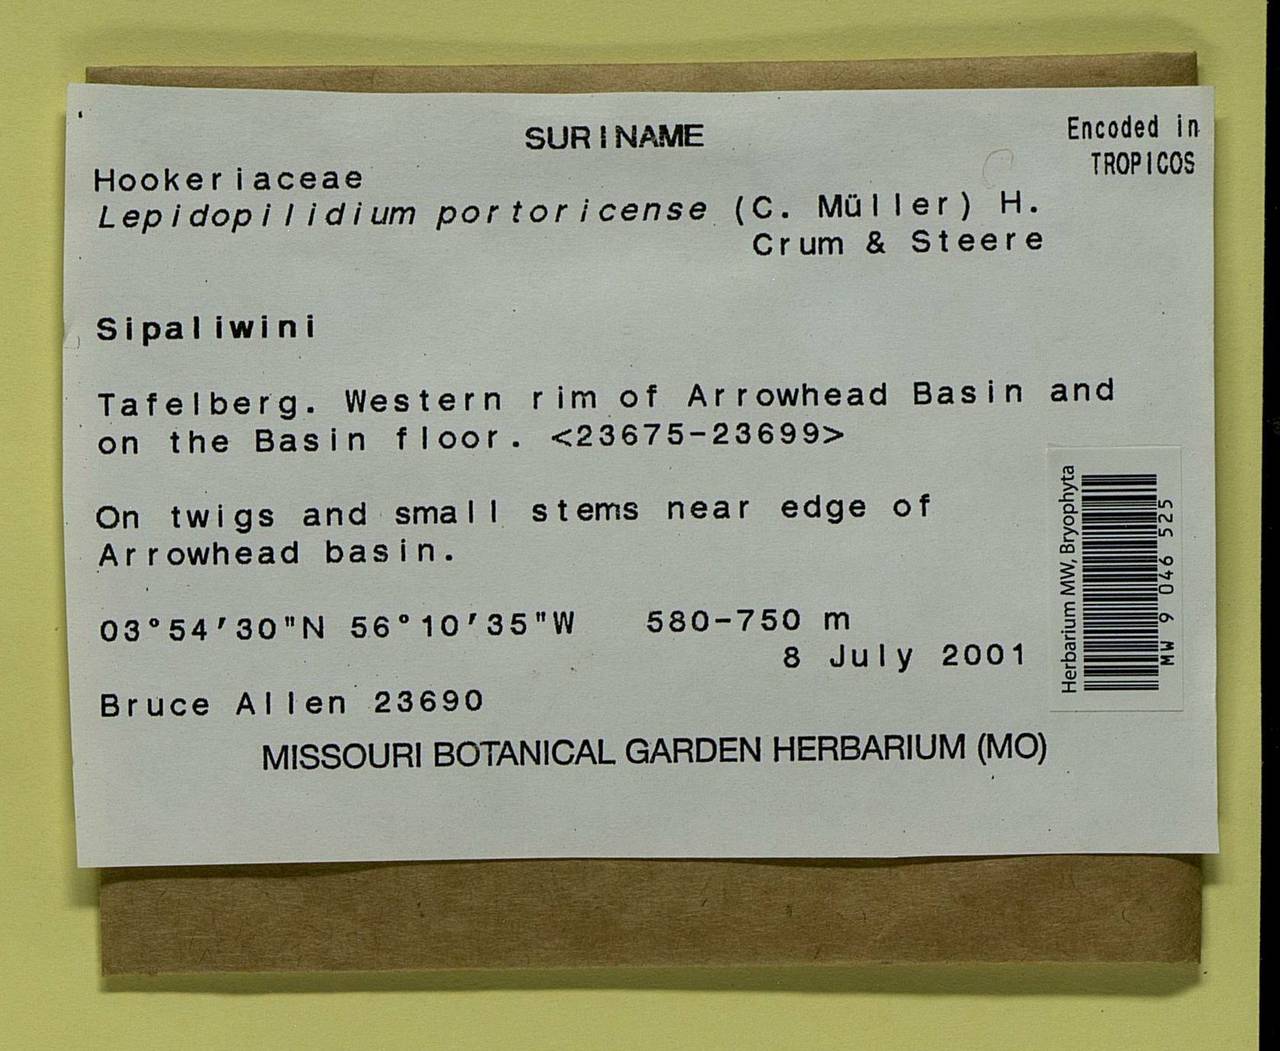 SURINAME
Encoded in
TROPICOS
Hookeriaceae
Lepidopilidium portoricense (C. Müller) H.
Crum & Steere
Sipaliwini
Tafelberg. Western rim of Arrowhead Basin and
on the Basin floor. <23675-23699>
On twigs and small stems near edge of
Arrowhead basin.
03°54'30"N 56°10'35"W 580-750 m
8 July 2001
Bruce Allen 23690
MISSOURI BOTANICAL GARDEN HERBARIUM (MO)
Herbarium MW, Bryophyta
MW 9 046 525